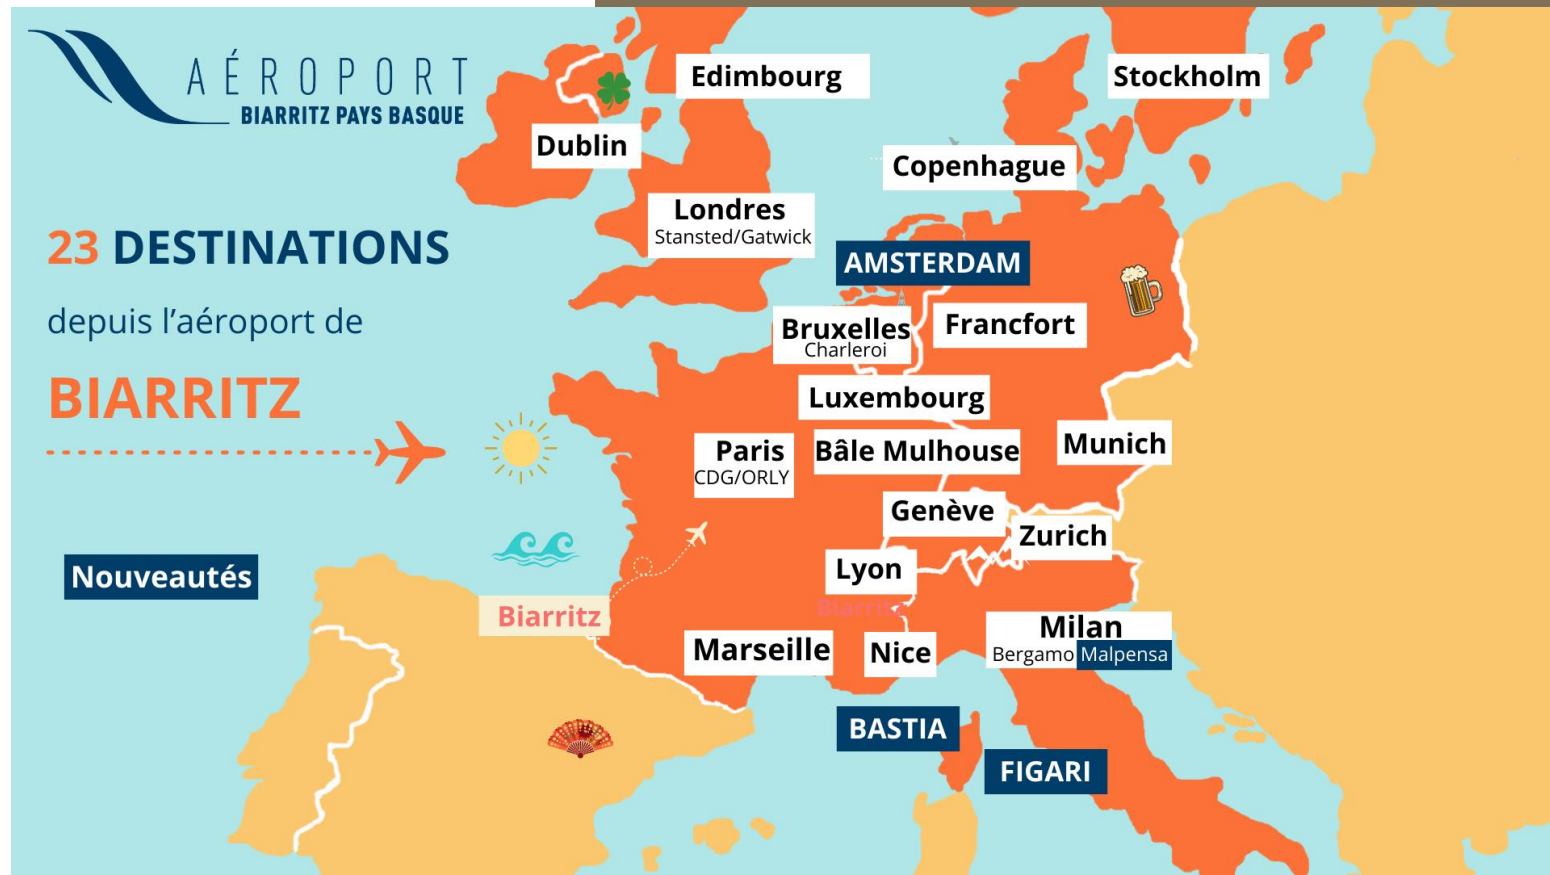 AÉROPORT
BIARRITZ PAYS BASQUE
23 DESTINATIONS
depuis l’aéroport de
BIARRITZ
Nouveautés
Edimbourg
Stockholm
Dublin
Copenhague
Londres
Stansted/Gatwick
AMSTERDAM
Bruxelles
Charleroi
Francfort
Luxembourg
Paris
CDG/ORLY
Bâle Mulhouse
Munich
Genève
Zurich
Lyon
Biarritz
Biarritz
Marseille
Nice
Milan
Bergamo Malpensa
BASTIA
FIGARI